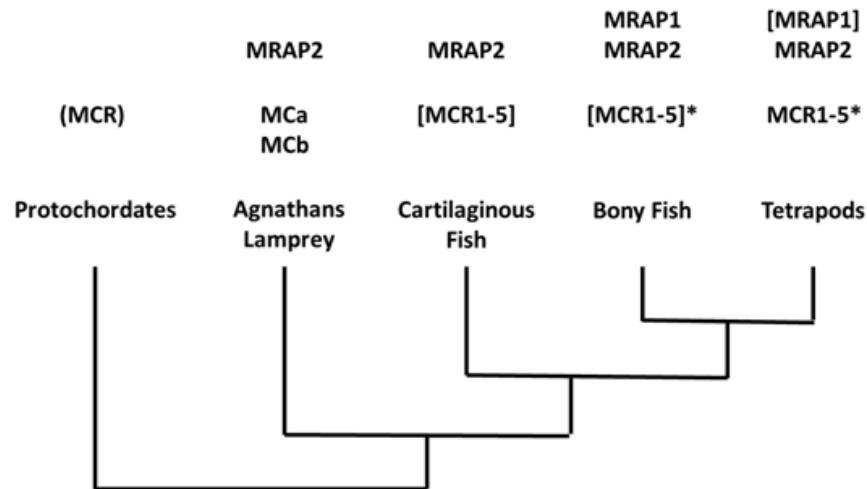 MRAP1 [MRAP1]
MRAP2 MRAP2 MRAP2 MRAP2
(MCR) MCa [MCR1-5] [MCR1-5]* MCR1-5*
MCb
Protochordates Agnathans Cartilaginous Bony Fish Tetrapods
Lamprey Fish